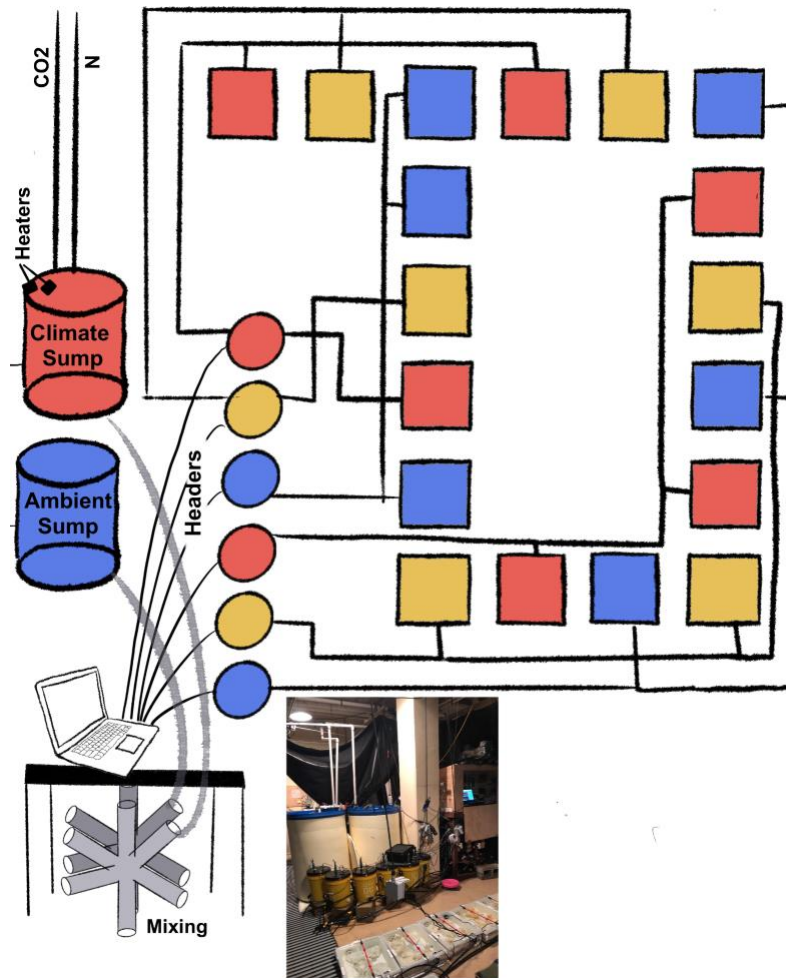 CO2
N
Heaters
Climate
Sump
Ambient
Sump
Headers
Mixing